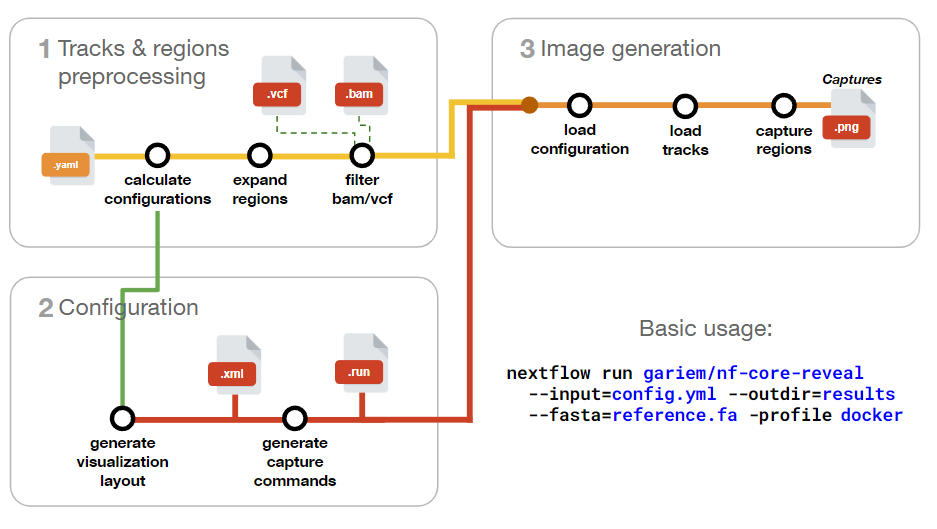 1 Tracks & regions
preprocessing
.vcf
.bam
.yaml
calculate
configurations
expand
regions
filter
bam/vcf
2 Configuration
.xml
.run
generate
visualization
layout
generate
capture
commands
3 Image generation
Captures
.png
load
configuration
load
tracks
capture
regions
Basic usage:
nextflow run gariem/nf-core-reveal
--input=config.yml --outdir=results
--fasta=reference.fa -profile docker